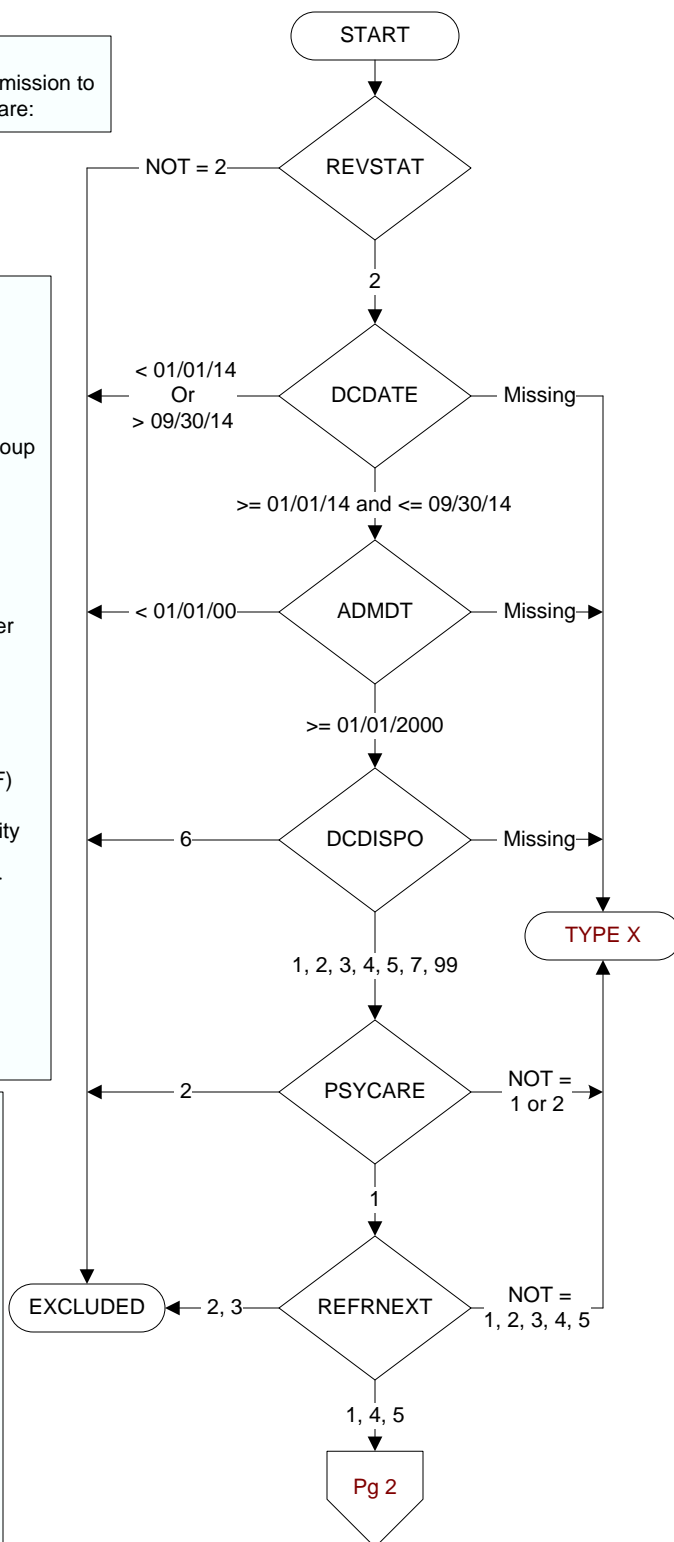 START
mission to
are:
REVSTAT
NOT = 2
2
< 01/01/14
Or
> 09/30/14
DCDATE
Missing
oup
>= 01/01/14 and <= 09/30/14
< 01/01/00
ADMDT
Missing
er
>= 01/01/2000
F)
ity
6
DCDISPO
Missing
TYPE X
1, 2, 3, 4, 5, 7, 99
2
PSYCARE
NOT =
1 or 2
1
EXCLUDED
2, 3
REFRNEXT
NOT =
1, 2, 3, 4, 5
1, 4, 5
Pg 2